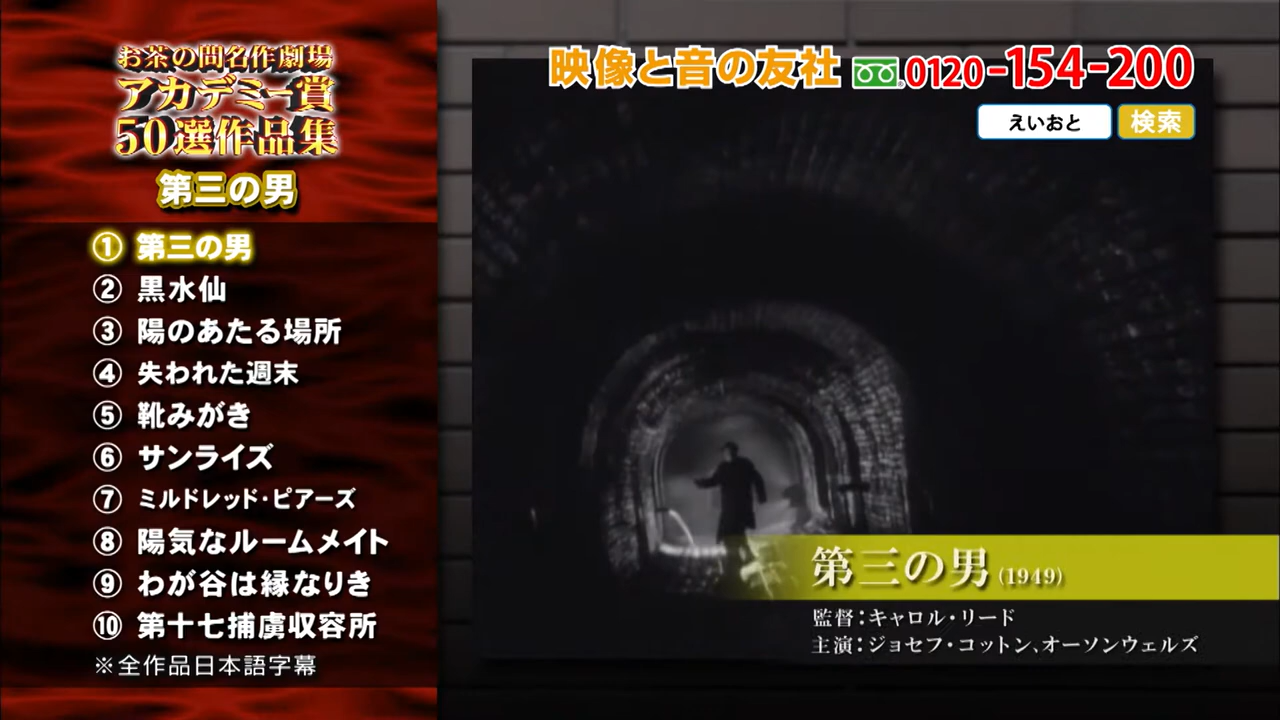 お茶の間名作劇場
アカデミー賞
50選作品集
第三の男
① 第三の男
② 黒水仙
③ 陽のあたる場所
④ 失われた週末
⑤ 靴みがき
⑥ サンライズ
⑦ ミルドレッド・ピアーズ
⑧ 陽気なルームメイト
⑨ わが谷は縁なりき
⑩ 第十七捕虜収容所
※全作品日本語字幕
映像と音の友社 0120-154-200
えいおと 検索
第三の男(1949)
監督:キャロル・リード
主演:ジョセフ・コットン、オーソンウェルズ